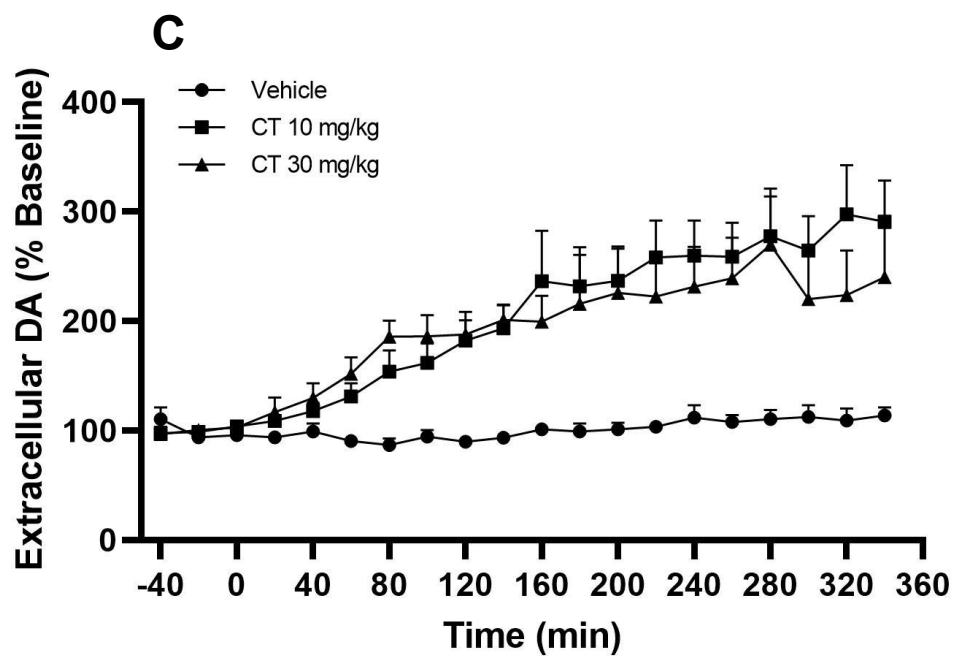 C
Vehicle
CT 10 mg/kg
CT 30 mg/kg
Extracellular DA (% Baseline)
400
300
200
100
0
-40 0 40 80 120 160 200 240 280 320 360
Time (min)